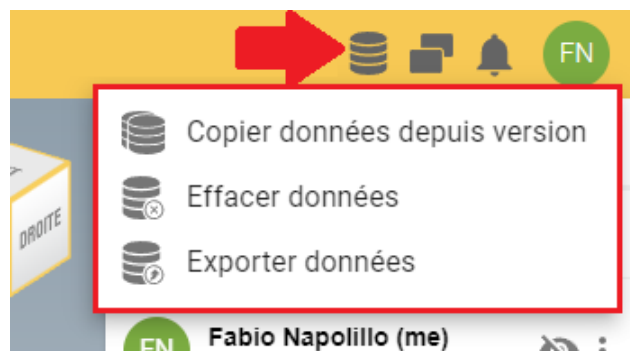 FN
Copier données depuis version
Effacer données
DROITE
Exporter données
FN
Fabio Napolillo (me)